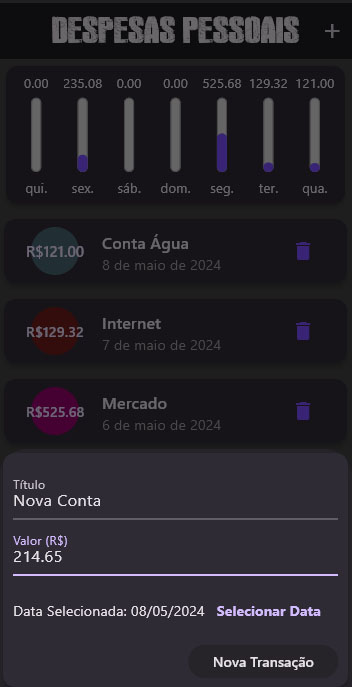 DESPESAS PESSOAIS +
0.00 235.08 0.00 0.00 525.68 129.32 121.00
qui. sex. sáb. dom. seg. ter. qua.
R$121.00 Conta Água
8 de maio de 2024
R$129.32 Internet
7 de maio de 2024
R$525.68 Mercado
6 de maio de 2024
Título
Nova Conta
Valor (R$)
214.65
Data Selecionada: 08/05/2024 Selecionar Data
Nova Transação